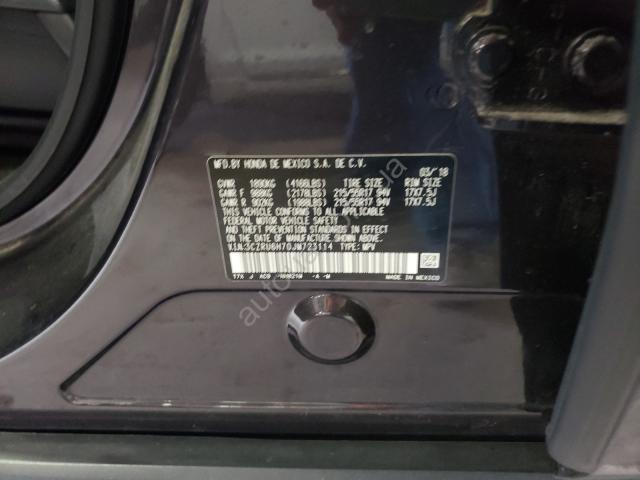 MFD.BY HONDA DE MEXICO S.A. DE C.V. 03/18
GVWR 1890KG (4166LBS) TIRE SIZE RIM SIZE
GAWR F 988KG (2178LBS) 215/55R17 94V 17X7.5J
GAWR R 902KG (1988LBS) 215/55R17 94V 17X7.5J
THIS VEHICLE CONFORMS TO ALL APPLICABLE
FEDERAL MOTOR VEHICLE SAFETY AND
THEFT PREVENTION STANDARDS IN EFFECT ON
THE DATE OF MANUFACTURE SHOWN ABOVE.
3CZRU6H70JM723114 TYPE: MPV
T7X J AC0 -A -M MADE IN MEXICO